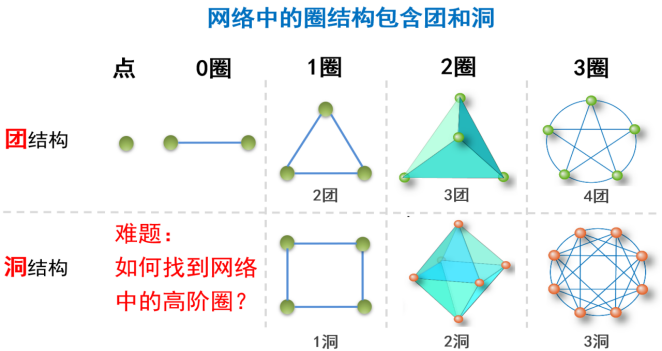 网络中的圈结构包含团和洞
点 0圈 1圈 2圈 3圈
团结构
2团 3团 4团
洞结构
难题：
如何找到网络
中的高阶圈？
1洞 2洞 3洞